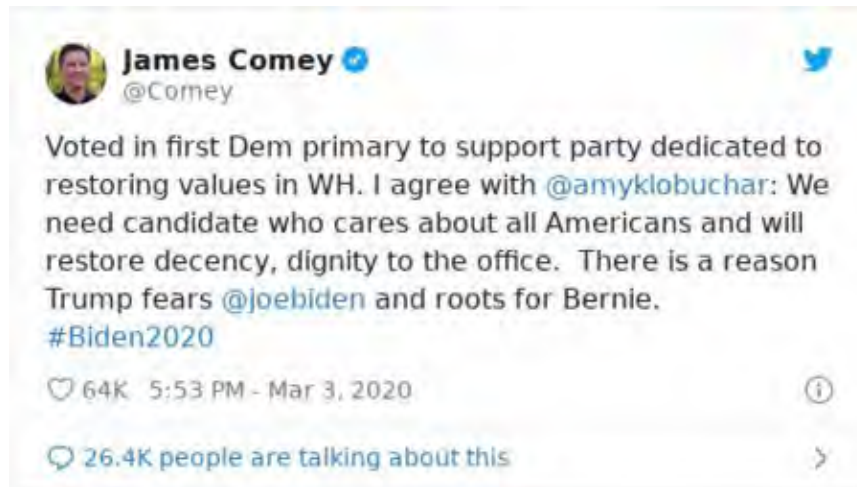 James Comey
@Comey
Voted in first Dem primary to support party dedicated to
restoring values in WH. I agree with @amyklobuchar: We
need candidate who cares about all Americans and will
restore decency, dignity to the office.  There is a reason
Trump fears @joebiden and roots for Bernie.
#Biden2020
64K 5:53 PM - Mar 3, 2020
26.4K people are talking about this